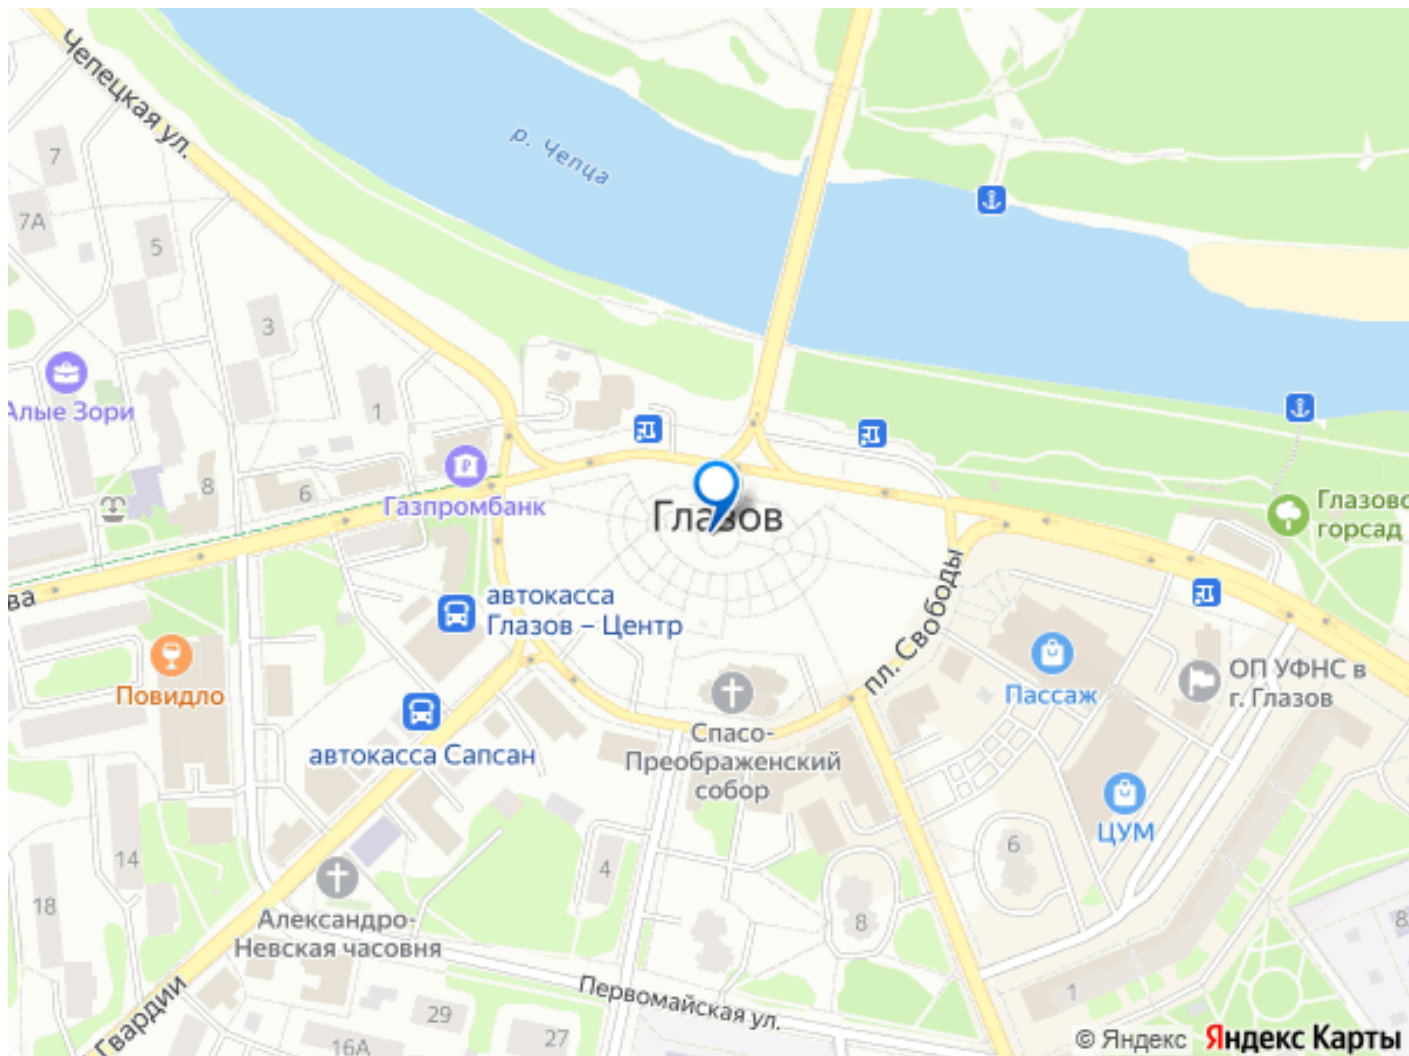 Чепецкая ул.
р. Чепца
7
7А
5
3
1
Алые Зори
8
6
Газпромбанк
Глазов
Глазовс
горсад
ва
автокасса
Глазов – Центр
пл. Свободы
Повидло
Пассаж
ОП УФНС в
г. Глазов
автокасса Сапсан
Спасо-
Преображенский
собор
ЦУМ
14
18
4
6
8
8
Александро-
Невская часовня
Гвардии
Первомайская ул.
29
27
16А
1
© Яндекс Яндекс Карты